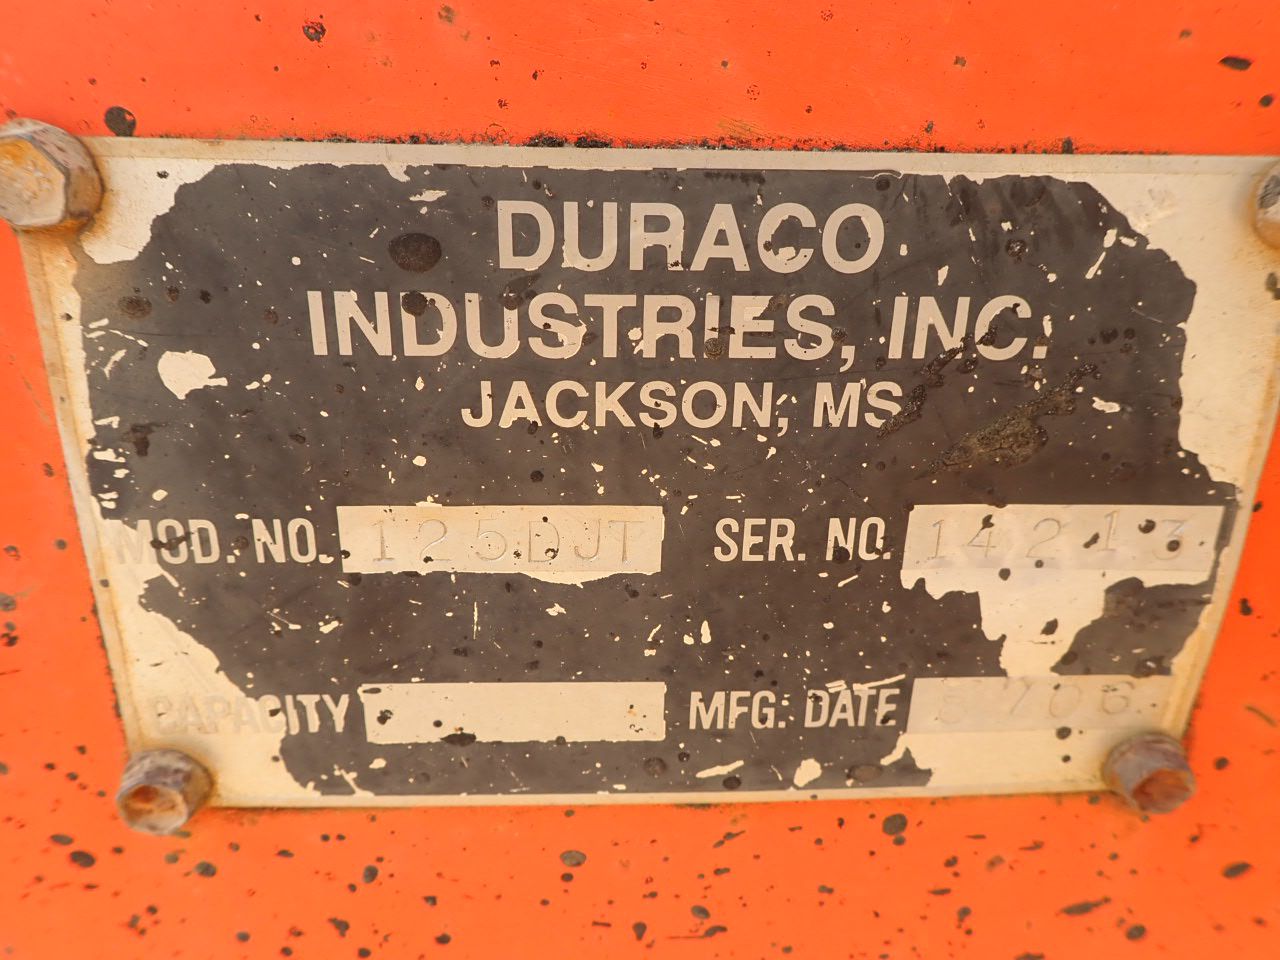 DURACO
INDUSTRIES, INC.
JACKSON, MS
MOD. NO. 125DJT SER. NO. 14213
CAPACITY MFG. DATE